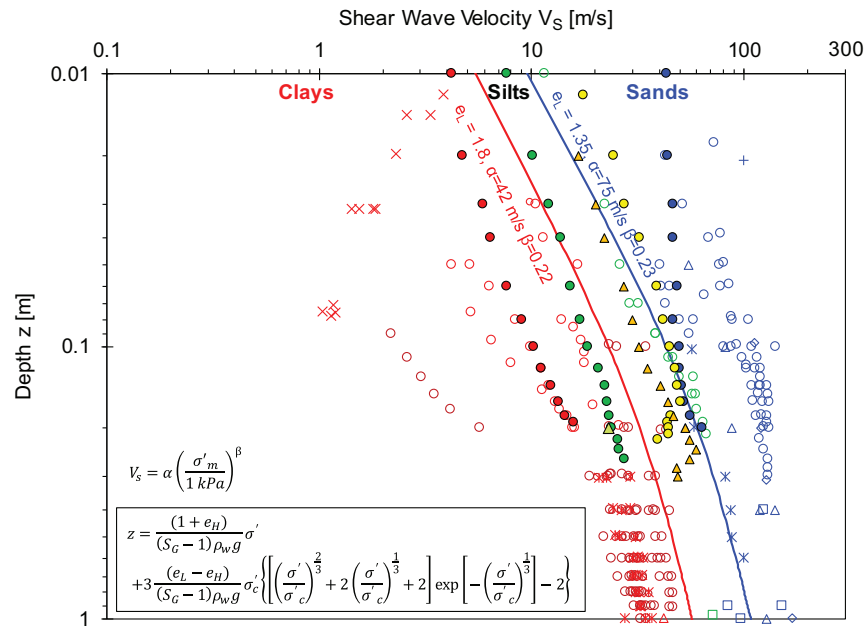 Shear Wave Velocity V_S [m/s]
0.1 1 10 100 300
0.01
Clays Silts Sands
e_L = 1.8, α=42 m/s β=0.22
e_L = 1.35, α=75 m/s β=0.23
Depth z [m]
0.1
V_s = α (σ'_m / 1 kPa)^β
z = (1 + e_H) / ((S_G − 1)ρ_w g) σ'
+3 (e_L − e_H) / ((S_G − 1)ρ_w g) σ'_c {[(σ'/σ'_c)^(2/3) + 2 (σ'/σ'_c)^(1/3) + 2] exp [−(σ'/σ'_c)^(1/3)] − 2}
1